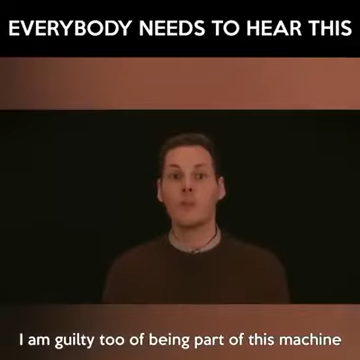 EVERYBODY NEEDS TO HEAR THIS
I am guilty too of being part of this machine